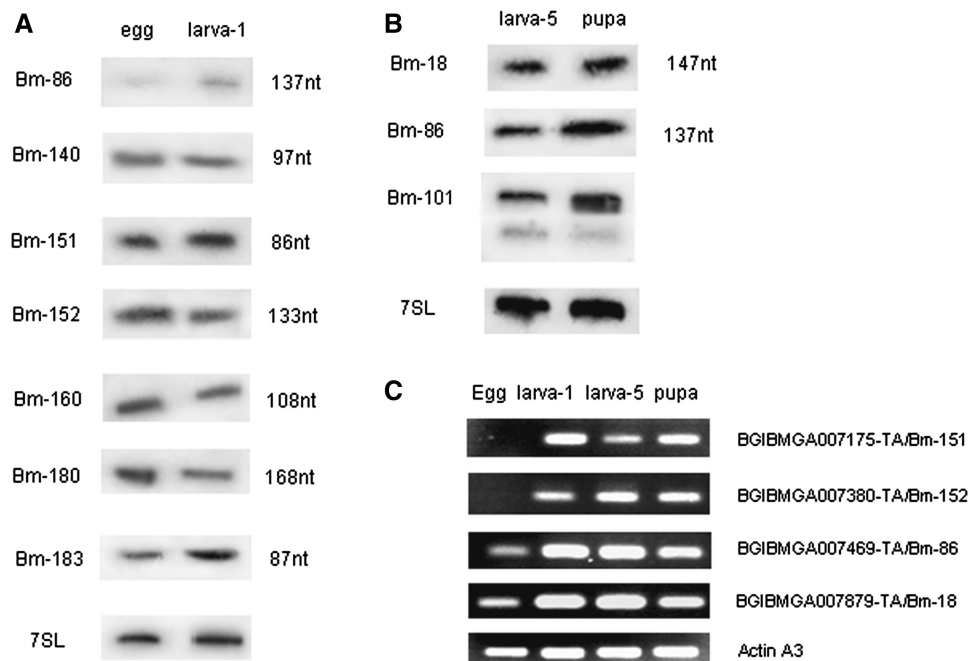 A
egg larva-1
Bm-86 137nt
Bm-140 97nt
Bm-151 86nt
Bm-152 133nt
Bm-160 108nt
Bm-180 168nt
Bm-183 87nt
7SL
B
larva-5 pupa
Bm-18 147nt
Bm-86 137nt
Bm-101
7SL
C
Egg larva-1 larva-5 pupa
BGIBMGA007175-TA/Bm-151
BGIBMGA007380-TA/Bm-152
BGIBMGA007469-TA/Bm-86
BGIBMGA007879-TA/Bm-18
Actin A3